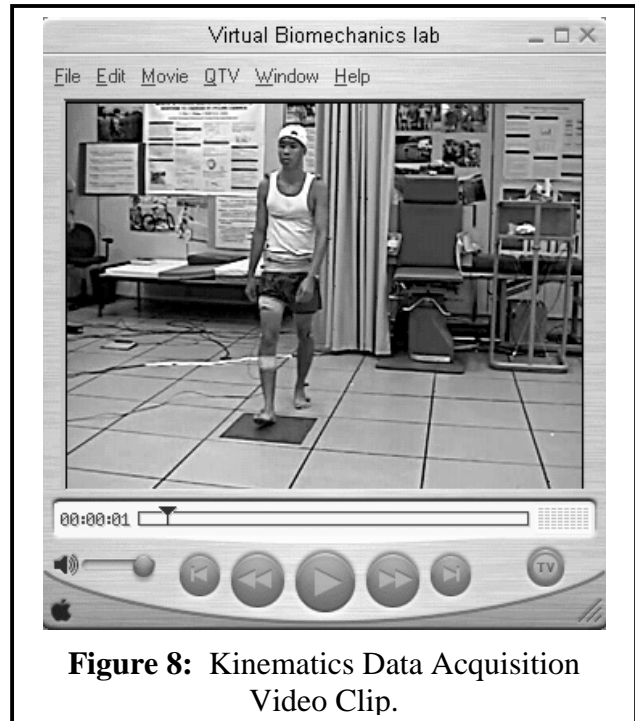 Virtual Biomechanics lab
File Edit Movie QTV Window Help
00:00:01
TV
Figure 8: Kinematics Data Acquisition
Video Clip.